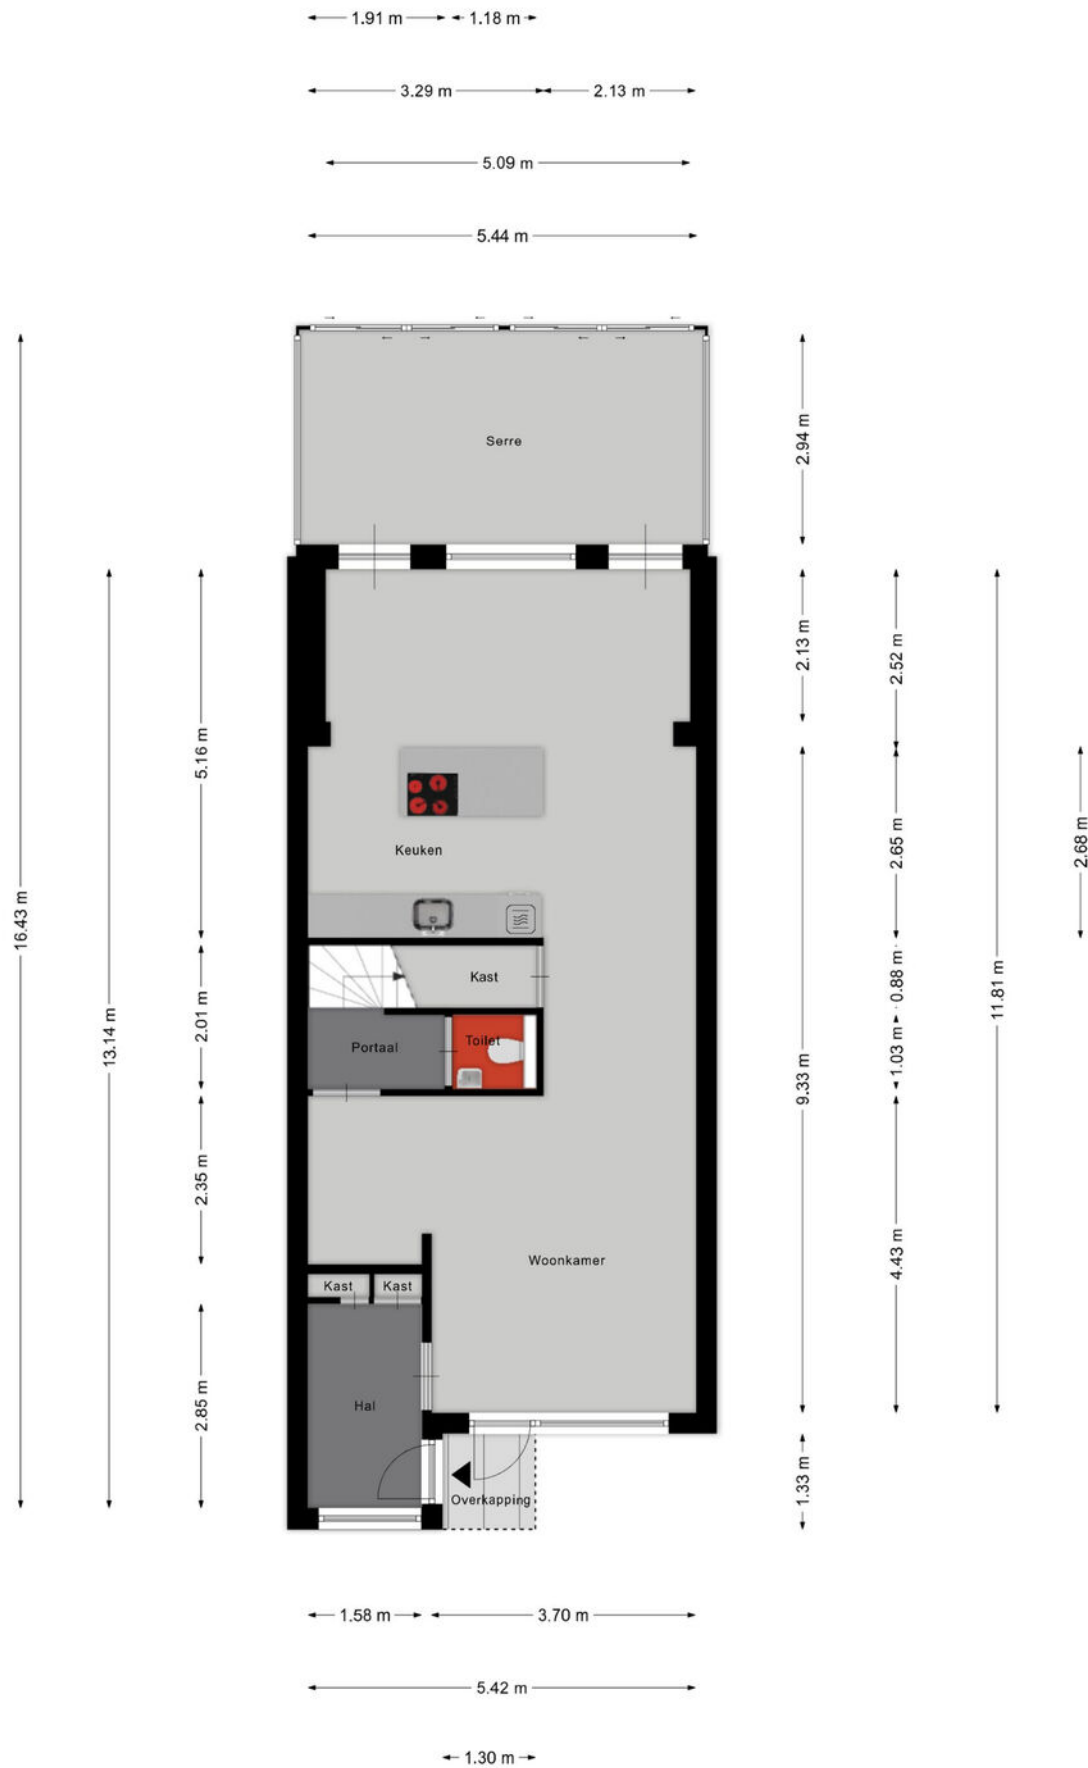 1.91 m 1.18 m
3.29 m 2.13 m
5.09 m
5.44 m
Serre
2.94 m
2.13 m
2.52 m
5.16 m
2.65 m
2.68 m
Keuken
16.43 m
Kast
0.88 m
11.81 m
2.01 m
13.14 m
Portaal
Toilet
1.03 m
9.33 m
2.35 m
4.43 m
Woonkamer
Kast Kast
2.85 m
Hal
1.33 m
Overkapping
1.58 m 3.70 m
5.42 m
1.30 m